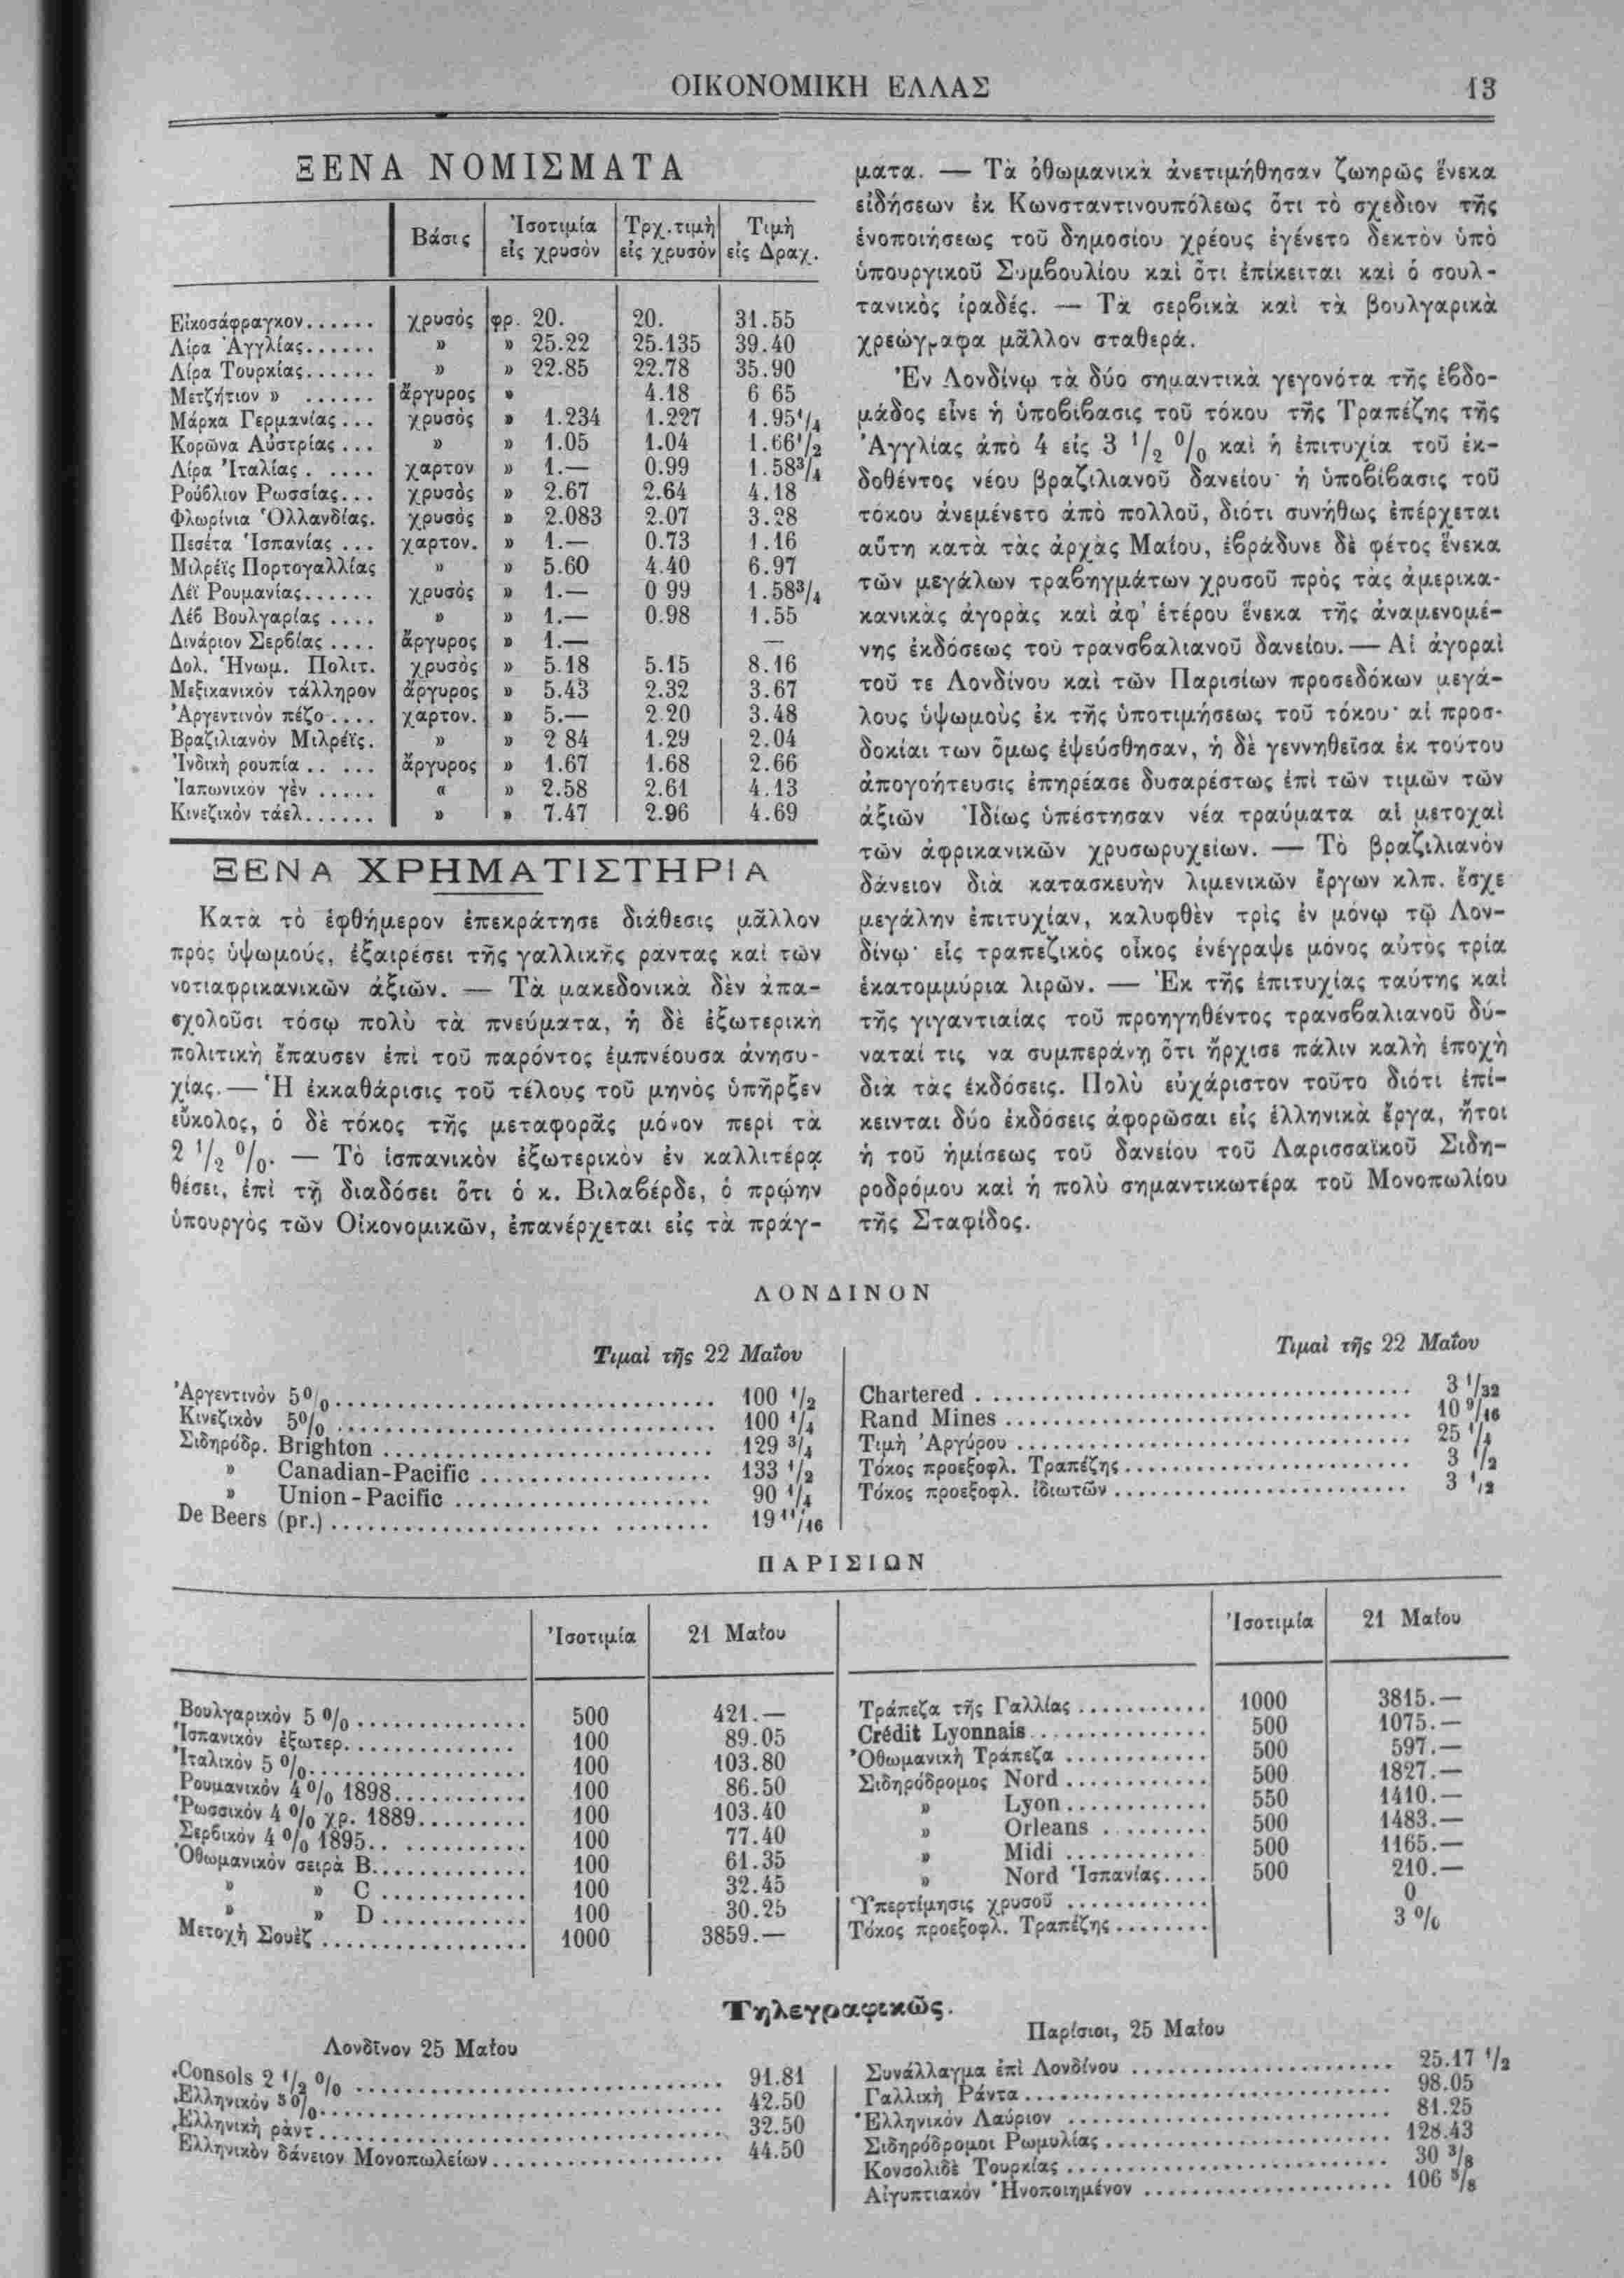 ΟΙΚΟΝΟΜΙΚΗ ΕΛΛΑΣ 13
ΞΕΝΑ ΝΟΜΙΣΜΑΤΑ
Βάσις Ἰσοτιμία εἰς χρυσὸν Τρχ. τιμὴ εἰς χρυσὸν Τιμὴ εἰς Δραχ.
Εἰκοσάφραγκον...... χρυσὸς φρ. 20. 20. 31.55
Λίρα Ἀγγλίας...... » » 25.22 25.135 39.40
Λίρα Τουρκίας...... » » 22.85 22.78 35.90
Μετζήτιον » ...... ἄργυρος » 4.18 6 65
Μάρκα Γερμανίας... χρυσὸς » 1.234 1.227 1.95 1/4
Κορῶνα Αὐστρίας... » » 1.05 1.04 1.66 1/2
Λίρα Ἰταλίας...... χαρτον » 1.— 0.99 1.58 3/4
Ρούβλιον Ρωσσίας... χρυσὸς » 2.67 2.64 4.18
Φλωρίνια Ὁλλανδίας. χρυσὸς » 2.083 2.07 3.28
Πεσέτα Ἰσπανίας ... χαρτον. » 1.— 0.73 1.16
Μιλρέϊς Πορτογαλλίας » » 5.60 4.40 6.97
Λέϊ Ρουμανίας...... χρυσὸς » 1.— 0 99 1.58 3/4
Λέβ Βουλγαρίας .... » » 1.— 0.98 1.55
Δινάριον Σερβίας .... ἄργυρος » 1.— —
Δολ. Ἡνωμ. Πολιτ. χρυσὸς » 5.18 5.15 8.16
Μεξικανικὸν τάλληρον ἄργυρος » 5.43 2.32 3.67
Ἀργεντινὸν πέζο.... χαρτον. » 5.— 2.20 3.48
Βραζιλιανὸν Μιλρέϊς. » » 2 84 1.29 2.04
Ἰνδικὴ ρουπία ....... ἄργυρος » 1.67 1.68 2.66
Ἰαπωνικὸν γὲν ..... « » 2.58 2.61 4.13
Κινεζικὸν τάελ...... » » 7.47 2.96 4.69
ΞΕΝΑ ΧΡΗΜΑΤΙΣΤΗΡΙΑ
Κατὰ τὸ ἑφθήμερον ἐπεκράτησε διάθεσις μᾶλλον
πρὸς ὑψωμούς, ἐξαιρέσει τῆς γαλλικῆς ραντας καὶ τῶν
νοτιαφρικανικῶν ἀξιῶν. — Τὰ μακεδονικὰ δὲν ἀπα-
σχολοῦσι τόσῳ πολὺ τὰ πνεύματα, ἡ δὲ ἐξωτερικὴ
πολιτικὴ ἔπαυσεν ἐπὶ τοῦ παρόντος ἐμπνέουσα ἀνησυ-
χίας. — Ἡ ἐκκαθάρισις τοῦ τέλους τοῦ μηνὸς ὑπῆρξεν
εὔκολος, ὁ δὲ τόκος τῆς μεταφορᾶς μόνον περὶ τὰ
2 1/2 %. — Τὸ ἱσπανικὸν ἐξωτερικὸν ἐν καλλιτέρᾳ
θέσει, ἐπὶ τῇ διαδόσει ὅτι ὁ κ. Βιλαβέρδε, ὁ πρῴην
ὑπουργὸς τῶν Οἰκονομικῶν, ἐπανέρχεται εἰς τὰ πράγ-
ματα. — Τὰ ὀθωμανικὰ ἀνετιμήθησαν ζωηρῶς ἕνεκα
εἰδήσεων ἐκ Κωνσταντινουπόλεως ὅτι τὸ σχέδιον τῆς
ἑνοποιήσεως τοῦ δημοσίου χρέους ἐγένετο δεκτὸν ὑπὸ
ὑπουργικοῦ Συμβουλίου καὶ ὅτι ἐπίκειται καὶ ὁ σουλ-
τανικὸς ἰραδές. — Τὰ σερβικὰ καὶ τὰ βουλγαρικὰ
χρεώγραφα μᾶλλον σταθερά.
Ἐν Λονδίνῳ τὰ δύο σημαντικὰ γεγονότα τῆς ἑβδο-
μάδος εἶνε ἡ ὑποβίβασις τοῦ τόκου τῆς Τραπέζης τῆς
Ἀγγλίας ἀπὸ 4 εἰς 3 1/2 % καὶ ἡ ἐπιτυχία τοῦ ἐκ-
δοθέντος νέου βραζιλιανοῦ δανείου· ἡ ὑποβίβασις τοῦ
τόκου ἀνεμένετο ἀπὸ πολλοῦ, διότι συνήθως ἐπέρχεται
αὕτη κατὰ τὰς ἀρχὰς Μαΐου, ἐβράδυνε δὲ φέτος ἕνεκα
τῶν μεγάλων τραβηγμάτων χρυσοῦ πρὸς τὰς ἀμερικα-
κανικὰς ἀγορὰς καὶ ἀφ' ἑτέρου ἕνεκα τῆς ἀναμενομέ-
νης ἐκδόσεως τοῦ τρανσβαλιανοῦ δανείου. — Αἱ ἀγοραὶ
τοῦ τε Λονδίνου καὶ τῶν Παρισίων προσεδόκων μεγά-
λους ὑψωμοὺς ἐκ τῆς ὑποτιμήσεως τοῦ τόκου· αἱ προσ-
δοκίαι των ὅμως ἐψεύσθησαν, ἡ δὲ γεννηθεῖσα ἐκ τούτου
ἀπογοήτευσις ἐπηρέασε δυσαρέστως ἐπὶ τῶν τιμῶν τῶν
ἀξιῶν Ἰδίως ὑπέστησαν νέα τραύματα αἱ μετοχαὶ
τῶν ἀφρικανικῶν χρυσωρυχείων. — Τὸ βραζιλιανὸν
δάνειον διὰ κατασκευὴν λιμενικῶν ἔργων κλπ. ἔσχε
μεγάλην ἐπιτυχίαν, καλυφθὲν τρὶς ἐν μόνῳ τῷ Λον-
δίνῳ· εἷς τραπεζικὸς οἶκος ἐνέγραψε μόνος αὐτὸς τρία
ἑκατομμύρια λιρῶν. — Ἐκ τῆς ἐπιτυχίας ταύτης καὶ
τῆς γιγαντιαίας τοῦ προηγηθέντος τρανσβαλιανοῦ δύ-
ναταί τις να συμπεράνῃ ὅτι ἤρχισε πάλιν καλὴ ἐποχὴ
διὰ τὰς ἐκδόσεις. Πολὺ εὐχάριστον τοῦτο διότι ἐπί-
κεινται δύο ἐκδόσεις ἀφορῶσαι εἰς ἑλληνικὰ ἔργα, ἤτοι
ἡ τοῦ ἡμίσεως τοῦ δανείου τοῦ Λαρισσαϊκοῦ Σιδη-
ροδρόμου καὶ ἡ πολὺ σημαντικωτέρα τοῦ Μονοπωλίου
τῆς Σταφίδος.
ΛΟΝΔΙΝΟΝ
Τιμαὶ τῆς 22 Μαΐου
Ἀργεντινὸν 5% ........ 100 1/2
Κινεζικὸν 5% ........ 100 1/4
Σιδηρόδρ. Brighton ........ 129 3/4
» Canadian-Pacific ........ 133 1/2
» Union-Pacific ........ 90 1/4
De Beers (pr.) ........ 19 11/16
Τιμαὶ τῆς 22 Μαΐου
Chartered ........ 3 1/32
Rand Mines ........ 10 9/16
Τιμὴ Ἀργύρου ........ 25 1/4
Τόκος προεξοφλ. Τραπέζης ........ 3 1/2
Τόκος προεξοφλ. ἰδιωτῶν ........ 3 1/2
ΠΑΡΙΣΙΩΝ
Ἰσοτιμία 21 Μαΐου
Βουλγαρικὸν 5 % ........ 500 421.—
Ἰσπανικὸν ἐξωτερ. ........ 100 89.05
Ἰταλικὸν 5 % ........ 100 103.80
Ρουμανικὸν 4 % 1898 ........ 100 86.50
Ρωσσικὸν 4 % χρ. 1889 ........ 100 103.40
Σερβικὸν 4 % 1895 ........ 100 77.40
Ὀθωμανικὸν σειρὰ Β. ........ 100 61.35
» » C ........ 100 32.45
» » D ........ 100 30.25
Μετοχὴ Σουὲζ ........ 1000 3859.—
Ἰσοτιμία 21 Μαΐου
Τράπεζα τῆς Γαλλίας ........ 1000 3815.—
Crédit Lyonnais ........ 500 1075.—
Ὀθωμανικὴ Τράπεζα ........ 500 597.—
Σιδηρόδρομος Nord ........ 500 1827.—
» Lyon ........ 550 1410.—
» Orleans ........ 500 1483.—
» Midi ........ 500 1165.—
» Nord Ἰσπανίας.... 500 210.—
Ὑπερτίμησις χρυσοῦ ........ 0
Τόκος προεξοφλ. Τραπέζης ........ 3 %
Τηλεγραφικῶς.
Λονδῖνον 25 Μαΐου
Consols 2 1/2 % ........ 91.81
Ἑλληνικὸν 5% ........ 42.50
Ἑλληνικὴ ρὰντ ........ 32.50
Ἑλληνικὸν δάνειον Μονοπωλείων ........ 44.50
Παρίσιοι, 25 Μαΐου
Συνάλλαγμα ἐπὶ Λονδίνου ........ 25.17 1/2
Γαλλικὴ Ράντα ........ 98.05
Ἑλληνικὸν Λαύριον ........ 81.25
Σιδηρόδρομοι Ρωμυλίας ........ 128.43
Κονσολιδὲ Τουρκίας ........ 30 3/8
Αἰγυπτιακὸν Ἡνοποιημένον ........ 106 5/8